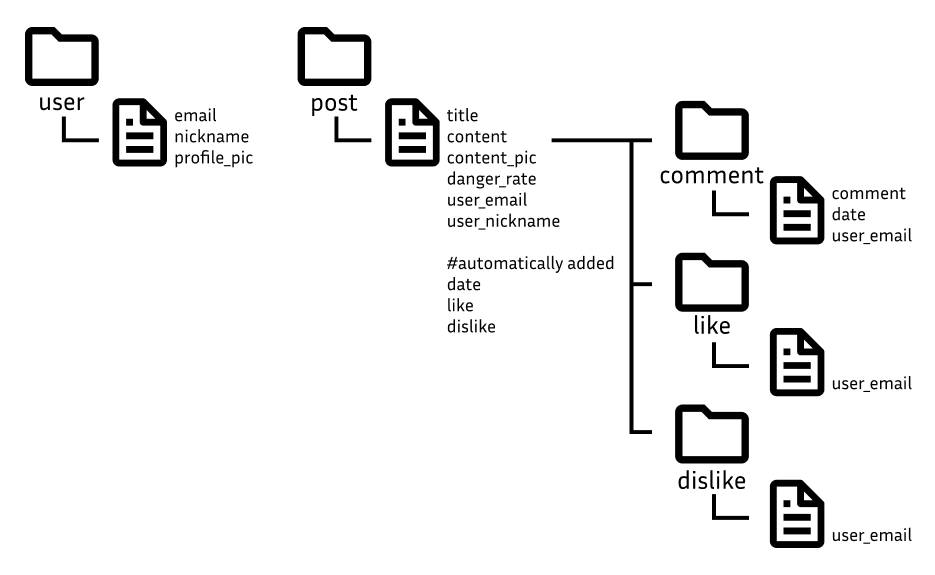 user
email
nickname
profile_pic
post
title
content
content_pic
danger_rate
user_email
user_nickname
#automatically added
date
like
dislike
comment
comment
date
user_email
like
user_email
dislike
user_email